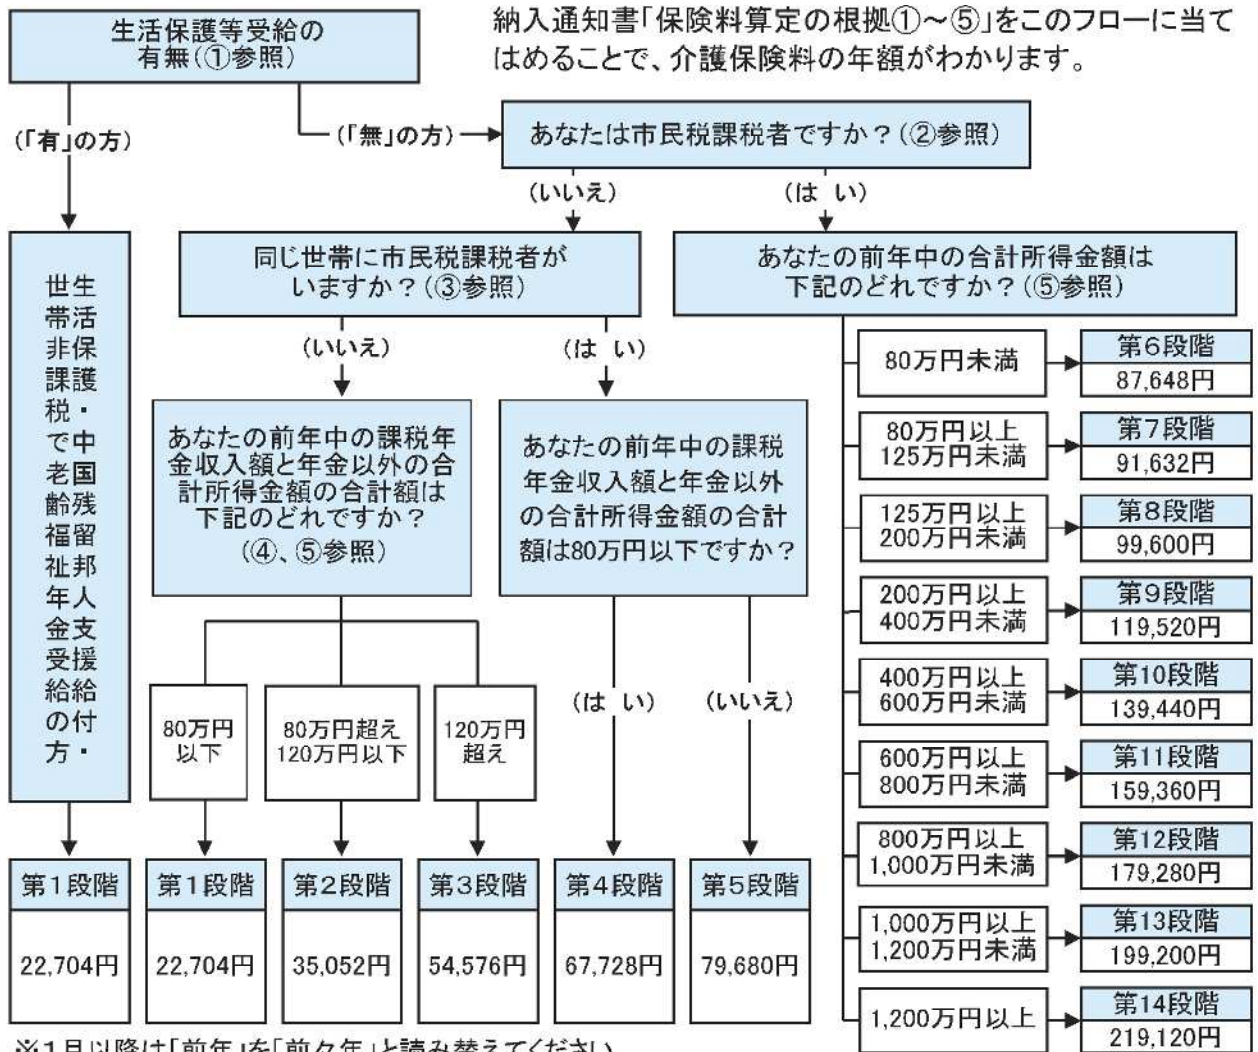 納入通知書「保険料算定の根拠①～⑤」をこのフローに当て
はめることで、介護保険料の年額がわかります。
生活保護等受給の
有無(①参照)
(「有」の方)
(「無」の方)
あなたは市民税課税者ですか？(②参照)
(いいえ)
(は い)
生活保護・中国残留邦人支援給付・
世帯非課税で老齢福祉年金受給の方
同じ世帯に市民税課税者が
いますか？(③参照)
あなたの前年中の合計所得金額は
下記のどれですか？(⑤参照)
(いいえ)
(は い)
あなたの前年中の課税年
金収入額と年金以外の合
計所得金額の合計額は
下記のどれですか？
(④、⑤参照)
あなたの前年中の課税
年金収入額と年金以外
の合計所得金額の合計
額は80万円以下ですか？
80万円
以下
80万円超え
120万円以下
120万円
超え
(は い)
(いいえ)
第1段階
22,704円
第1段階
22,704円
第2段階
35,052円
第3段階
54,576円
第4段階
67,728円
第5段階
79,680円
80万円未満
第6段階
87,648円
80万円以上
125万円未満
第7段階
91,632円
125万円以上
200万円未満
第8段階
99,600円
200万円以上
400万円未満
第9段階
119,520円
400万円以上
600万円未満
第10段階
139,440円
600万円以上
800万円未満
第11段階
159,360円
800万円以上
1,000万円未満
第12段階
179,280円
1,000万円以上
1,200万円未満
第13段階
199,200円
1,200万円以上
第14段階
219,120円
※1月以降は「前年」を「前々年」と読み替えてください